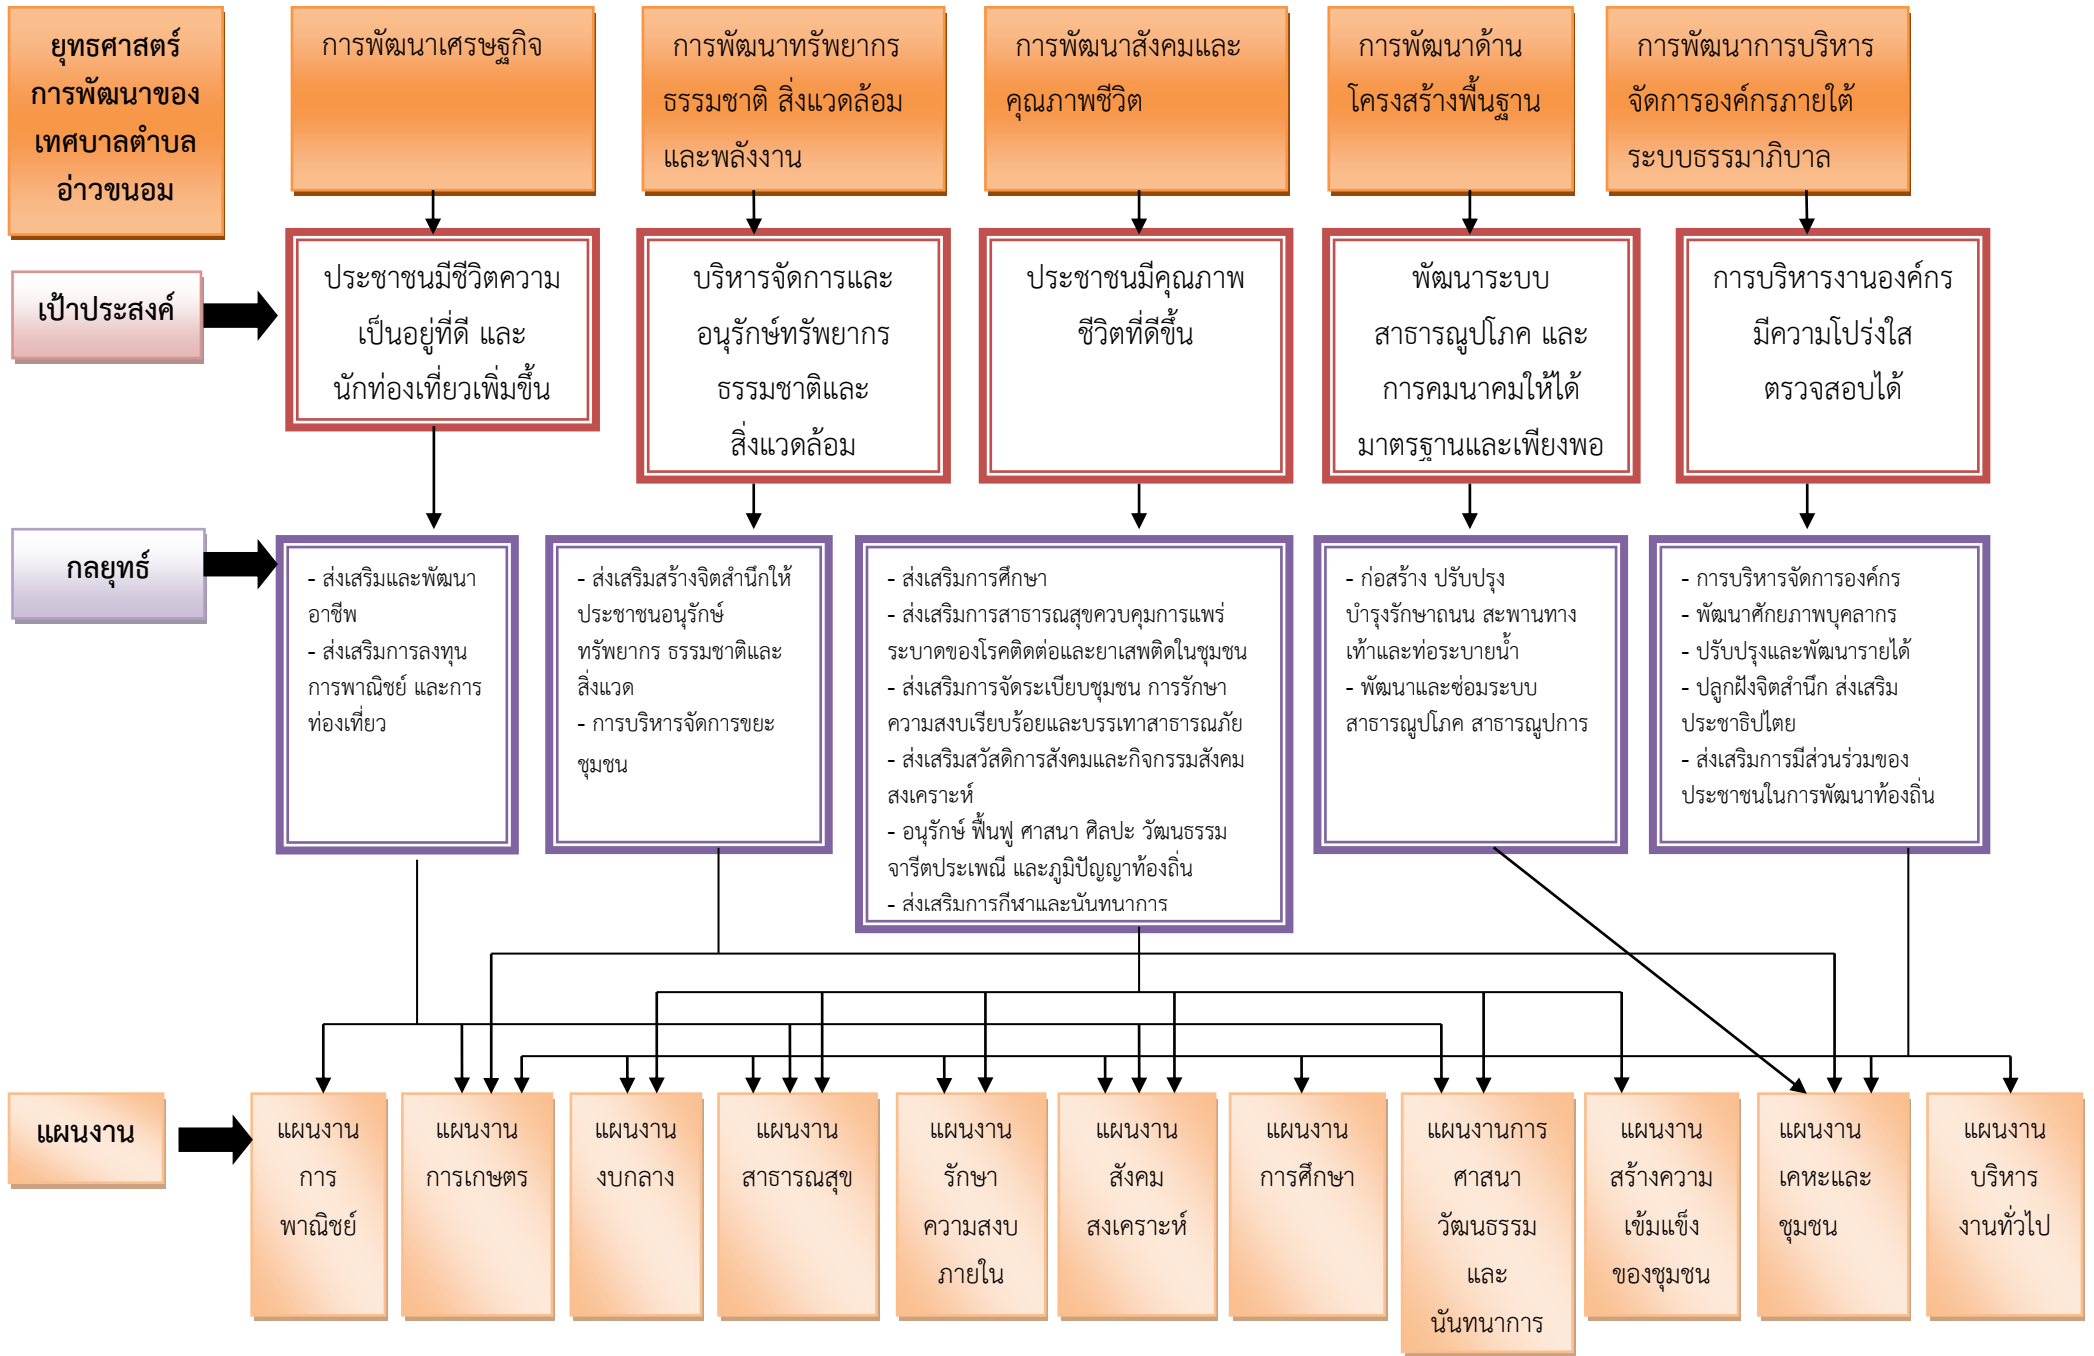 ยุทธศาสตร์
การพัฒนาของ
เทศบาลตำบล
อ่าวขนอม
การพัฒนาเศรษฐกิจ
การพัฒนาทรัพยากร
ธรรมชาติ สิ่งแวดล้อม
และพลังงาน
การพัฒนาสังคมและ
คุณภาพชีวิต
การพัฒนาด้าน
โครงสร้างพื้นฐาน
การพัฒนาการบริหาร
จัดการองค์กรภายใต้
ระบบธรรมาภิบาล
เป้าประสงค์
ประชาชนมีชีวิตความ
เป็นอยู่ที่ดี และ
นักท่องเที่ยวเพิ่มขึ้น
บริหารจัดการและ
อนุรักษ์ทรัพยากร
ธรรมชาติและ
สิ่งแวดล้อม
ประชาชนมีคุณภาพ
ชีวิตที่ดีขึ้น
พัฒนาระบบ
สาธารณูปโภค และ
การคมนาคมให้ได้
มาตรฐานและเพียงพอ
การบริหารงานองค์กร
มีความโปร่งใส
ตรวจสอบได้
กลยุทธ์
- ส่งเสริมและพัฒนา
อาชีพ
- ส่งเสริมการลงทุน
การพาณิชย์ และการ
ท่องเที่ยว
- ส่งเสริมสร้างจิตสำนึกให้
ประชาชนอนุรักษ์
ทรัพยากร ธรรมชาติและ
สิ่งแวด
- การบริหารจัดการขยะ
ชุมชน
- ส่งเสริมการศึกษา
- ส่งเสริมการสาธารณสุขควบคุมการแพร่
ระบาดของโรคติดต่อและยาเสพติดในชุมชน
- ส่งเสริมการจัดระเบียบชุมชน การรักษา
ความสงบเรียบร้อยและบรรเทาสาธารณภัย
- ส่งเสริมสวัสดิการสังคมและกิจกรรมสังคม
สงเคราะห์
- อนุรักษ์ ฟื้นฟู ศาสนา ศิลปะ วัฒนธรรม
จารีตประเพณี และภูมิปัญญาท้องถิ่น
- ส่งเสริมการกีฬาและนันทนาการ
- ก่อสร้าง ปรับปรุง
บำรุงรักษาถนน สะพานทาง
เท้าและท่อระบายน้ำ
- พัฒนาและซ่อมระบบ
สาธารณูปโภค สาธารณูปการ
- การบริหารจัดการองค์กร
- พัฒนาศักยภาพบุคลากร
- ปรับปรุงและพัฒนารายได้
- ปลูกฝังจิตสำนึก ส่งเสริม
ประชาธิปไตย
- ส่งเสริมการมีส่วนร่วมของ
ประชาชนในการพัฒนาท้องถิ่น
แผนงาน
แผนงาน
การ
พาณิชย์
แผนงาน
การเกษตร
แผนงาน
งบกลาง
แผนงาน
สาธารณสุข
แผนงาน
รักษา
ความสงบ
ภายใน
แผนงาน
สังคม
สงเคราะห์
แผนงาน
การศึกษา
แผนงานการ
ศาสนา
วัฒนธรรม
และ
นันทนาการ
แผนงาน
สร้างความ
เข้มแข็ง
ของชุมชน
แผนงาน
เคหะและ
ชุมชน
แผนงาน
บริหาร
งานทั่วไป